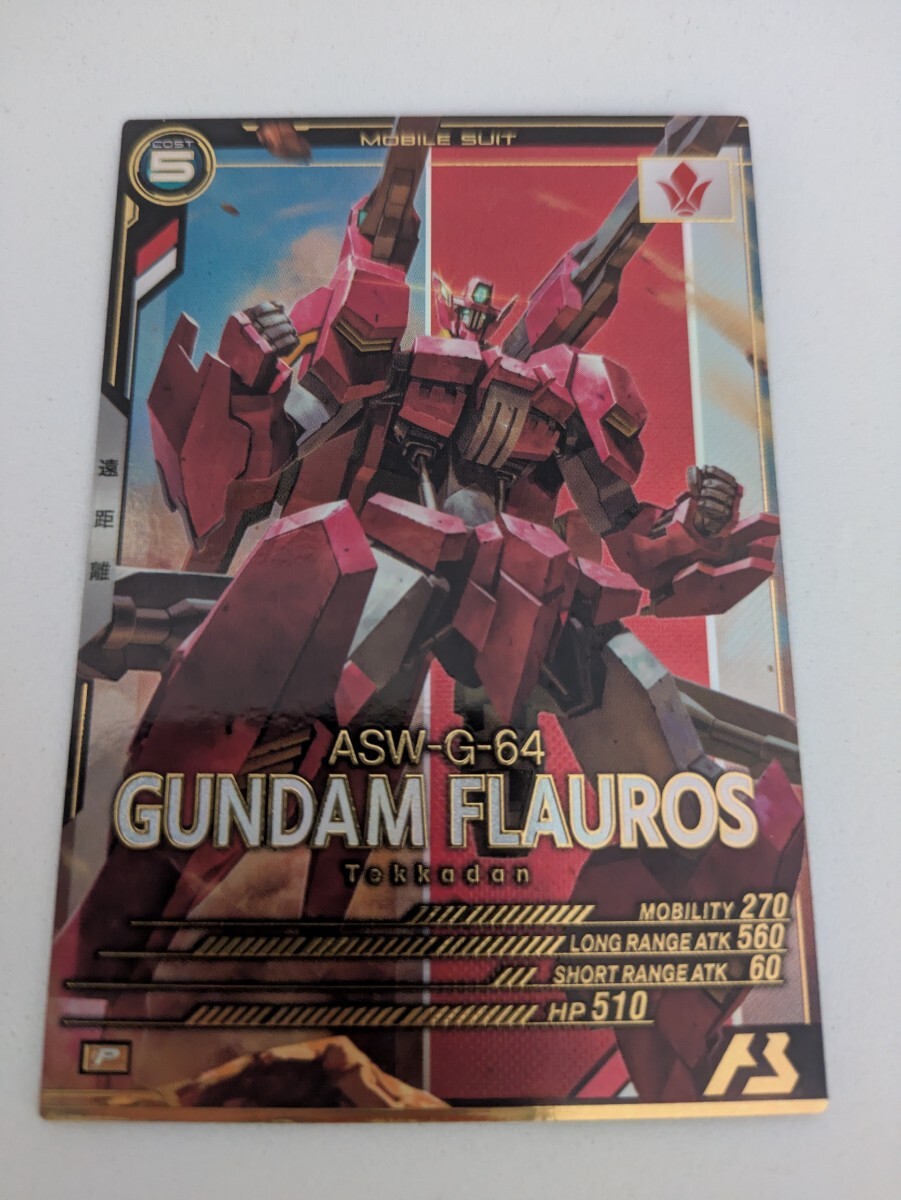 COST
5
MOBILE SUIT
遠距離
ASW-G-64
GUNDAM FLAUROS
Tekkadan
MOBILITY 270
LONG RANGE ATK 560
SHORT RANGE ATK 60
HP 510
P
AB